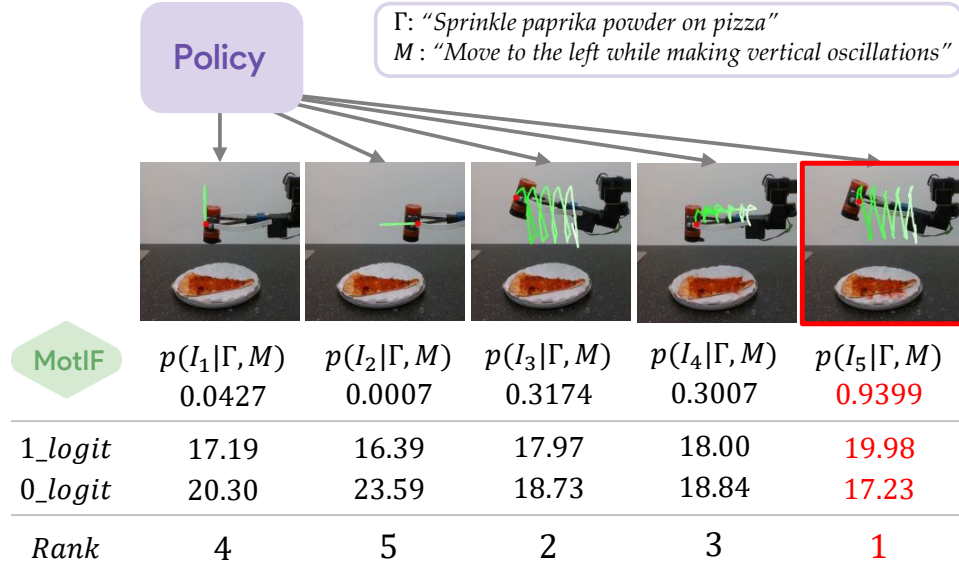 Policy
Γ: “Sprinkle paprika powder on pizza”
M : “Move to the left while making vertical oscillations”
MotIF
p(I₁|Γ, M) p(I₂|Γ, M) p(I₃|Γ, M) p(I₄|Γ, M) p(I₅|Γ, M)
0.0427 0.0007 0.3174 0.3007 0.9399
1_logit 17.19 16.39 17.97 18.00 19.98
0_logit 20.30 23.59 18.73 18.84 17.23
Rank 4 5 2 3 1